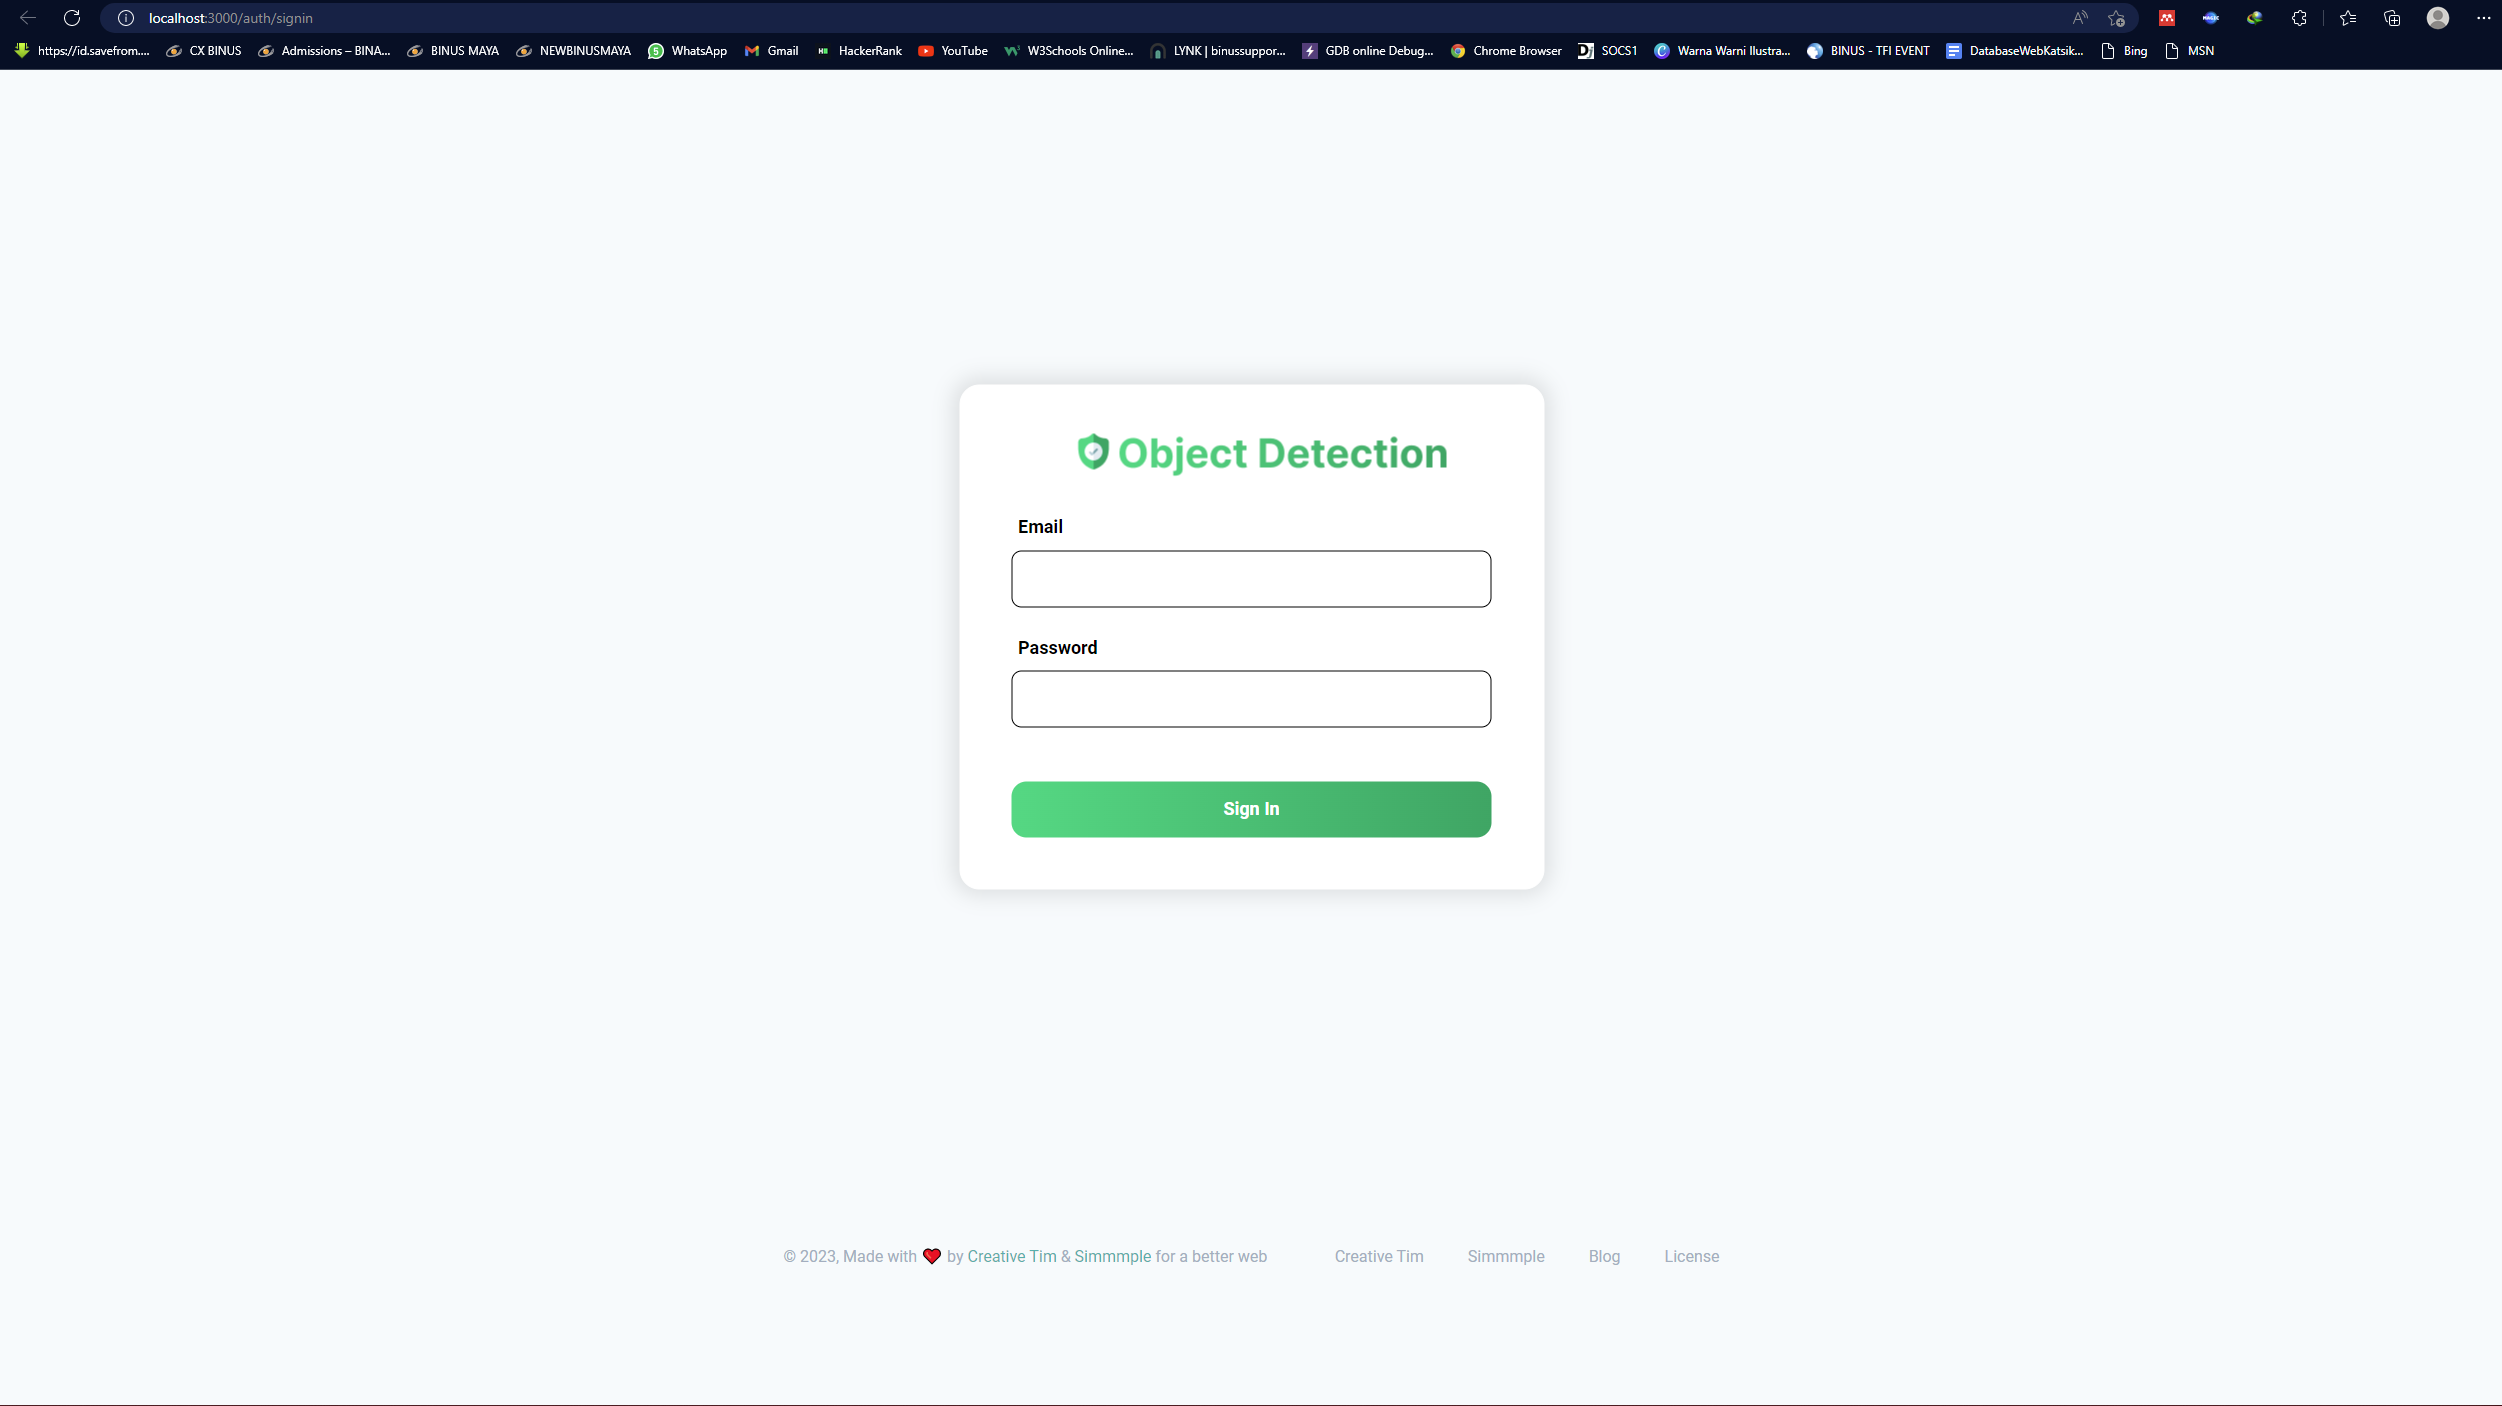 localhost:3000/auth/signin
https://id.savefrom.... CX BINUS Admissions – BINA... BINUS MAYA NEWBINUSMAYA WhatsApp Gmail HackerRank YouTube W3Schools Online... LYNK | binussuppor... GDB online Debug... Chrome Browser SOCS1 Warna Warni Ilustra... BINUS - TFI EVENT DatabaseWebKatsik... Bing MSN
Object Detection
Email
Password
Sign In
© 2023, Made with ❤️ by Creative Tim & Simmmple for a better web Creative Tim Simmmple Blog License